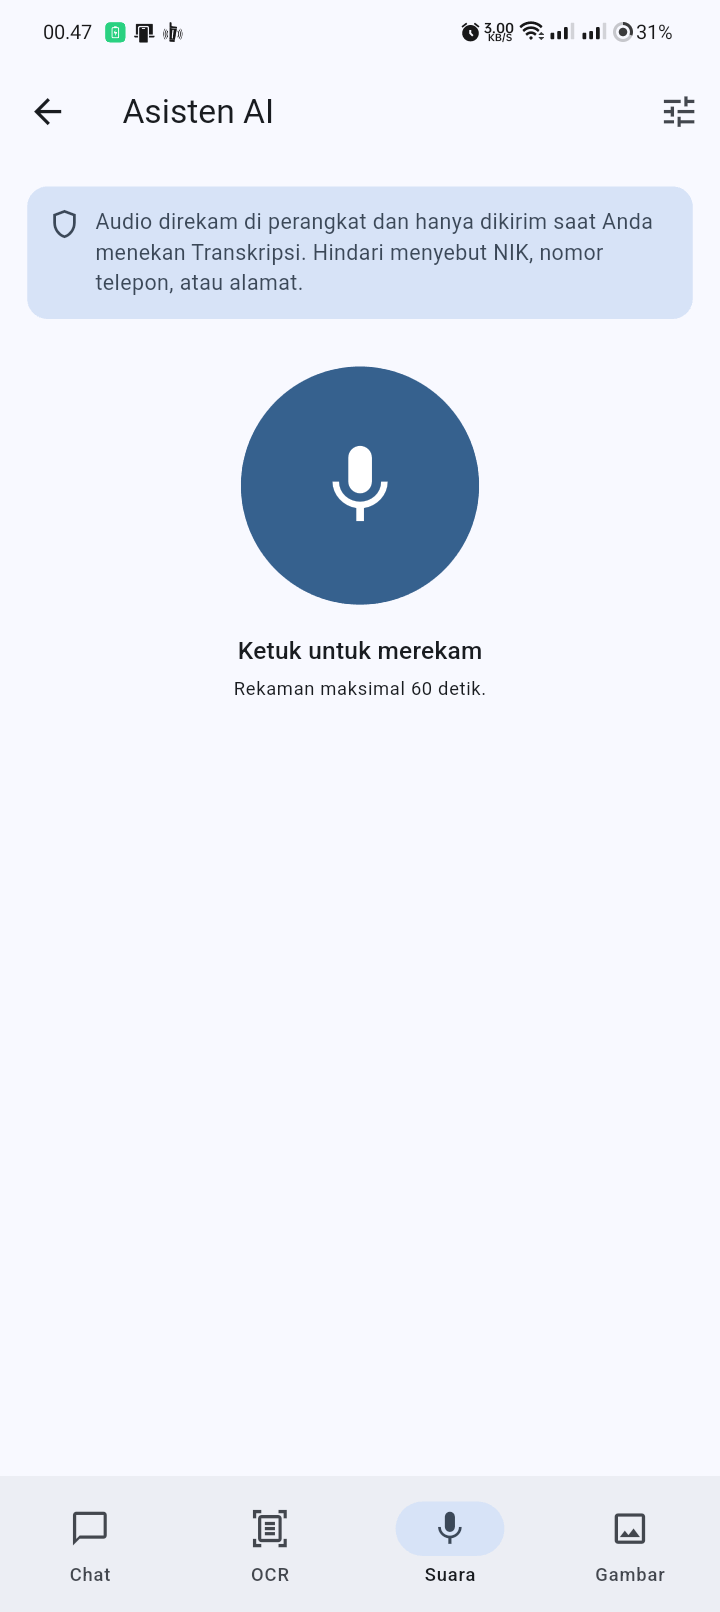 00.47
3.00
KB/S
31%
Asisten AI
Audio direkam di perangkat dan hanya dikirim saat Anda
menekan Transkripsi. Hindari menyebut NIK, nomor
telepon, atau alamat.
Ketuk untuk merekam
Rekaman maksimal 60 detik.
Chat
OCR
Suara
Gambar